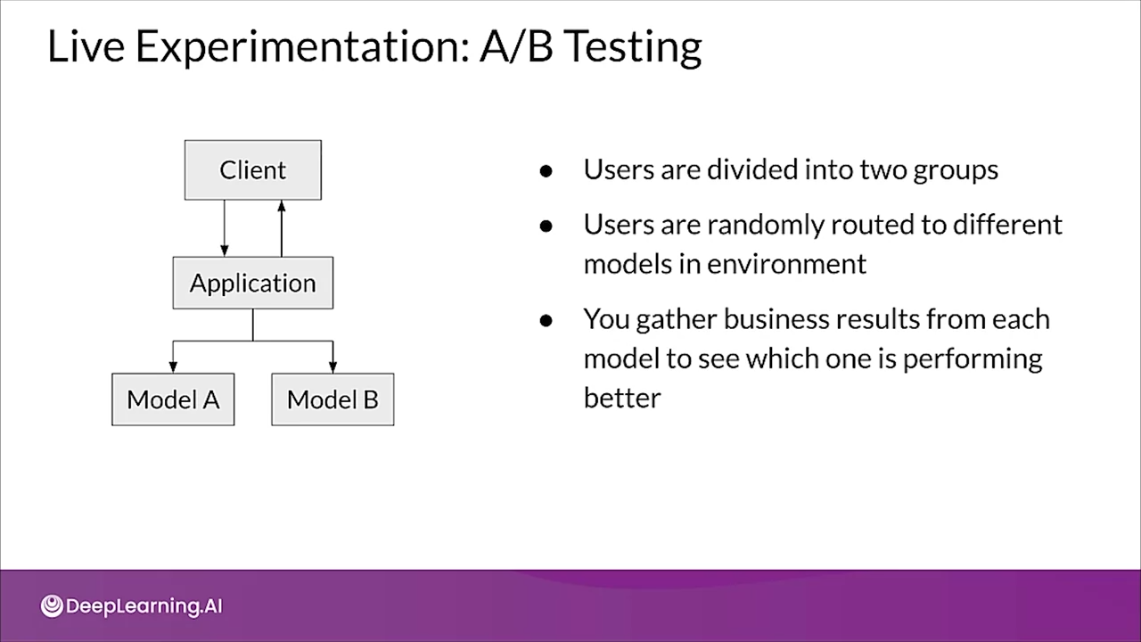 Live Experimentation: A/B Testing
Client
Application
Model A
Model B
● Users are divided into two groups
● Users are randomly routed to different
models in environment
● You gather business results from each
model to see which one is performing
better
DeepLearning.AI